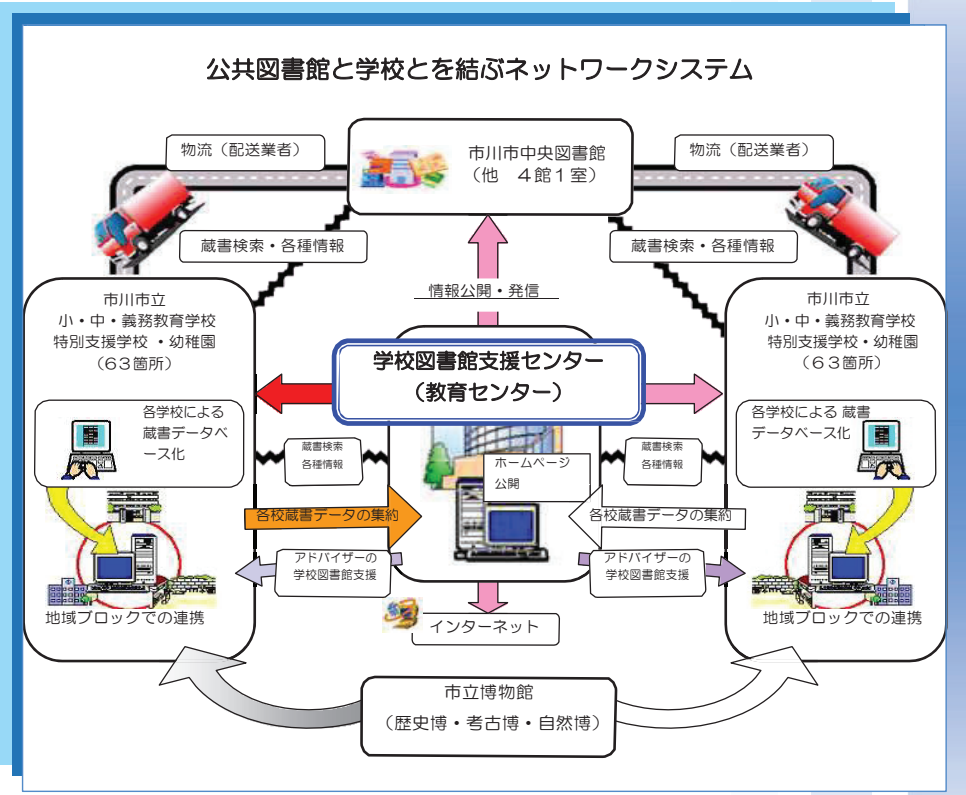 公共図書館と学校とを結ぶネットワークシステム
物流（配送業者）
市川市中央図書館
（他　４館１室）
物流（配送業者）
蔵書検索・各種情報
蔵書検索・各種情報
情報公開・発信
市川市立
小・中・義務教育学校
特別支援学校 ・幼稚園
（６３箇所）
市川市立
小・中・義務教育学校
特別支援学校・幼稚園
（６３箇所）
学校図書館支援センター
（教育センター）
各学校による
蔵書データベ
ース化
各学校による 蔵書
データベース化
蔵書検索
各種情報
蔵書検索
各種情報
ホームページ
公開
各校蔵書データの集約
各校蔵書データの集約
アドバイザーの
学校図書館支援
アドバイザーの
学校図書館支援
地域ブロックでの連携
インターネット
地域ブロックでの連携
市立博物館
（歴史博・考古博・自然博）